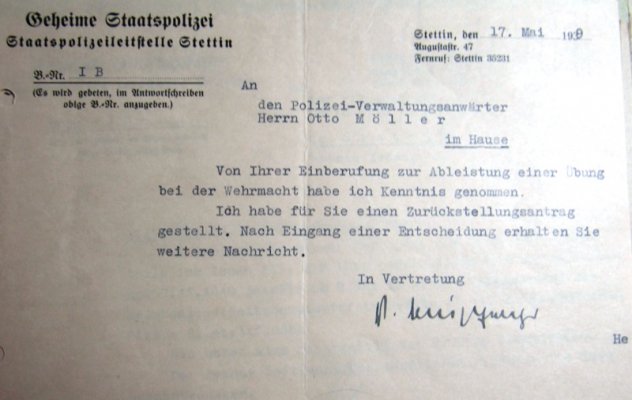 Geheime Staatspolizei
Staatspolizeileitstelle Stettin
B.-Nr. I B
(Es wird gebeten, im Antwortschreiben
obige B.-Nr. anzugeben.)
Stettin, den 17. Mai 19
Augustastr. 47
Fernruf: Stettin 35231
An
den Polizei-Verwaltungsanwärter
Herrn Otto M ö l l e r
im Hause
Von Ihrer Einberufung zur Ableistung einer Übung
bei der Wehrmacht habe ich Kenntnis genommen.
Ich habe für Sie einen Zurückstellungsantrag
gestellt. Nach Eingang einer Entscheidung erhalten Sie
weitere Nachricht.
In Vertretung
He